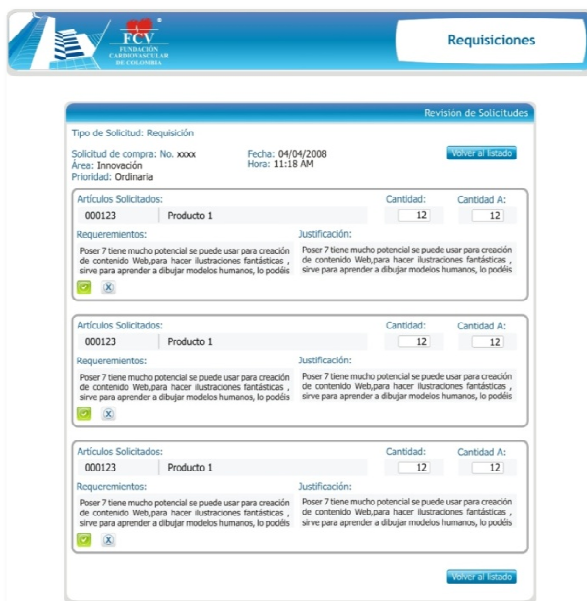 FCV
FUNDACIÓN
CARDIOVASCULAR
DE COLOMBIA
Requisiciones
Revisión de Solicitudes
Tipo de Solicitud: Requisición
Solicitud de compra: No. xxxx Fecha: 04/04/2008 Volver al listado
Área: Innovación Hora: 11:18 AM
Prioridad: Ordinaria
Artículos Solicitados: Cantidad: Cantidad A:
000123 Producto 1 12 12
Requeremientos: Justificación:
Poser 7 tiene mucho potencial se puede usar para creación Poser 7 tiene mucho potencial se puede usar para creación
de contenido Web,para hacer ilustraciones fantásticas , de contenido Web,para hacer ilustraciones fantásticas ,
sirve para aprender a dibujar modelos humanos, lo podéis sirve para aprender a dibujar modelos humanos, lo podéis
Artículos Solicitados: Cantidad: Cantidad A:
000123 Producto 1 12 12
Requeremientos: Justificación:
Poser 7 tiene mucho potencial se puede usar para creación Poser 7 tiene mucho potencial se puede usar para creación
de contenido Web,para hacer ilustraciones fantásticas , de contenido Web,para hacer ilustraciones fantásticas ,
sirve para aprender a dibujar modelos humanos, lo podéis sirve para aprender a dibujar modelos humanos, lo podéis
Artículos Solicitados: Cantidad: Cantidad A:
000123 Producto 1 12 12
Requeremientos: Justificación:
Poser 7 tiene mucho potencial se puede usar para creación Poser 7 tiene mucho potencial se puede usar para creación
de contenido Web,para hacer ilustraciones fantásticas , de contenido Web,para hacer ilustraciones fantásticas ,
sirve para aprender a dibujar modelos humanos, lo podéis sirve para aprender a dibujar modelos humanos, lo podéis
Volver al listado